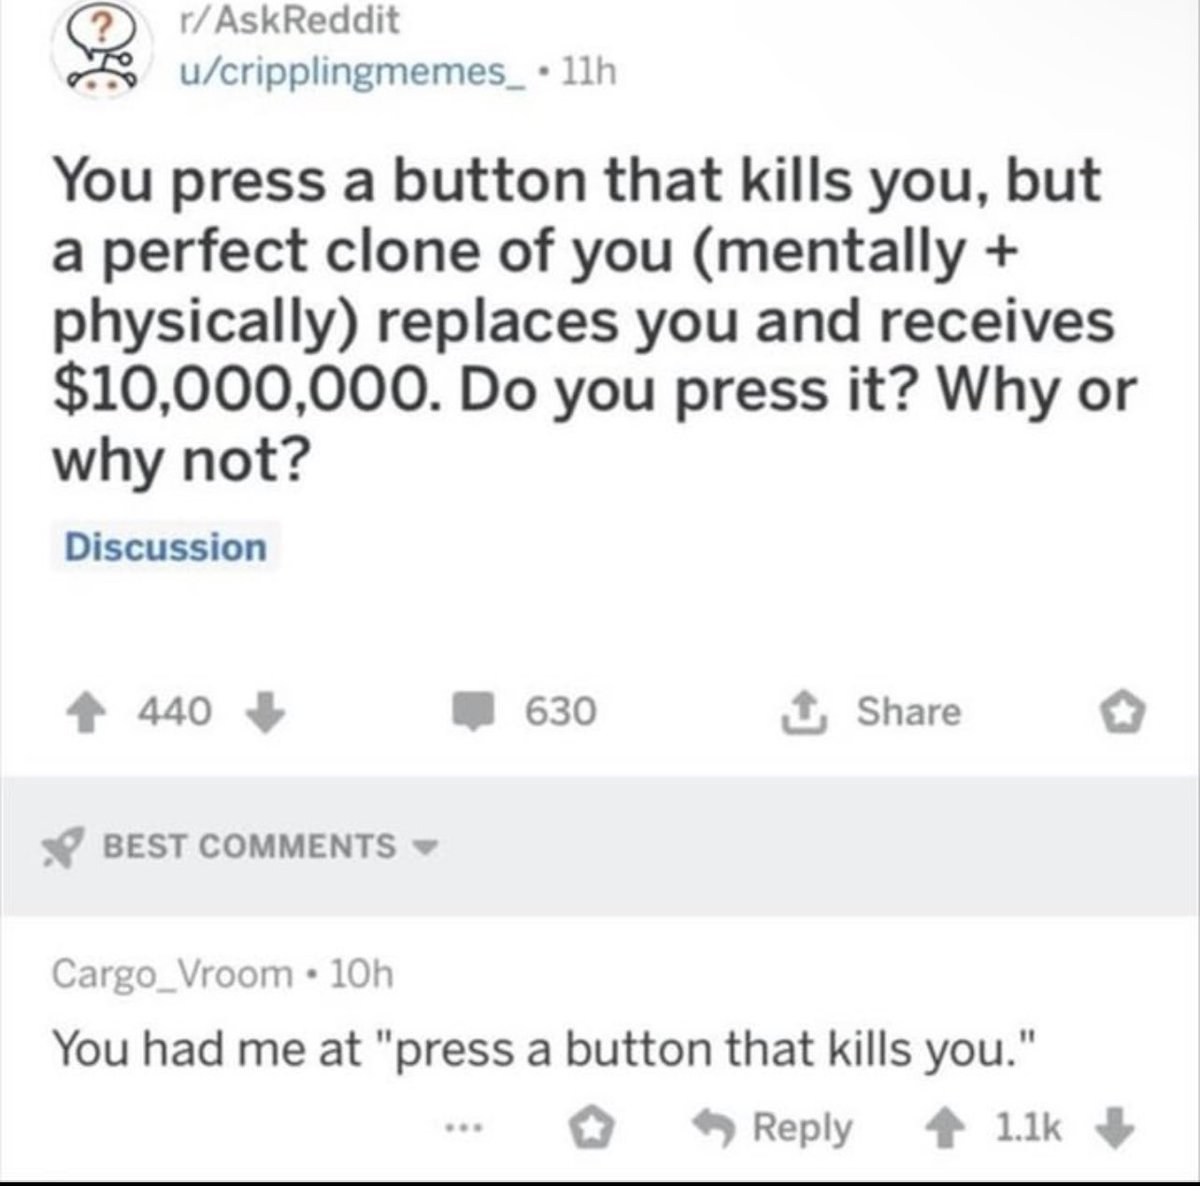 r/AskReddit
u/cripplingmemes_ • 11h
You press a button that kills you, but
a perfect clone of you (mentally +
physically) replaces you and receives
$10,000,000. Do you press it? Why or
why not?
Discussion
440
630
Share
BEST COMMENTS
Cargo_Vroom • 10h
You had me at "press a button that kills you."
Reply
1.1k